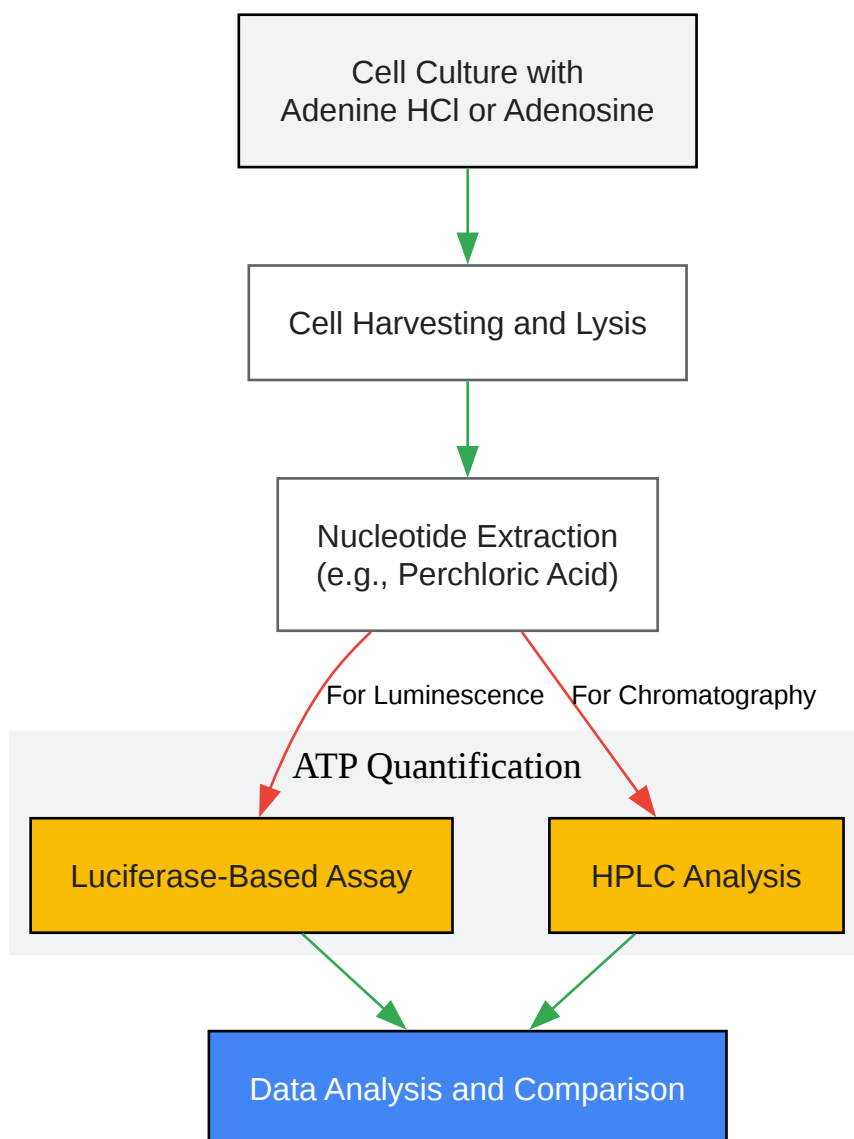 Cell Culture with
Adenine HCl or Adenosine
Cell Harvesting and Lysis
Nucleotide Extraction
(e.g., Perchloric Acid)
For Luminescence
For Chromatography
ATP Quantification
Luciferase-Based Assay
HPLC Analysis
Data Analysis and Comparison